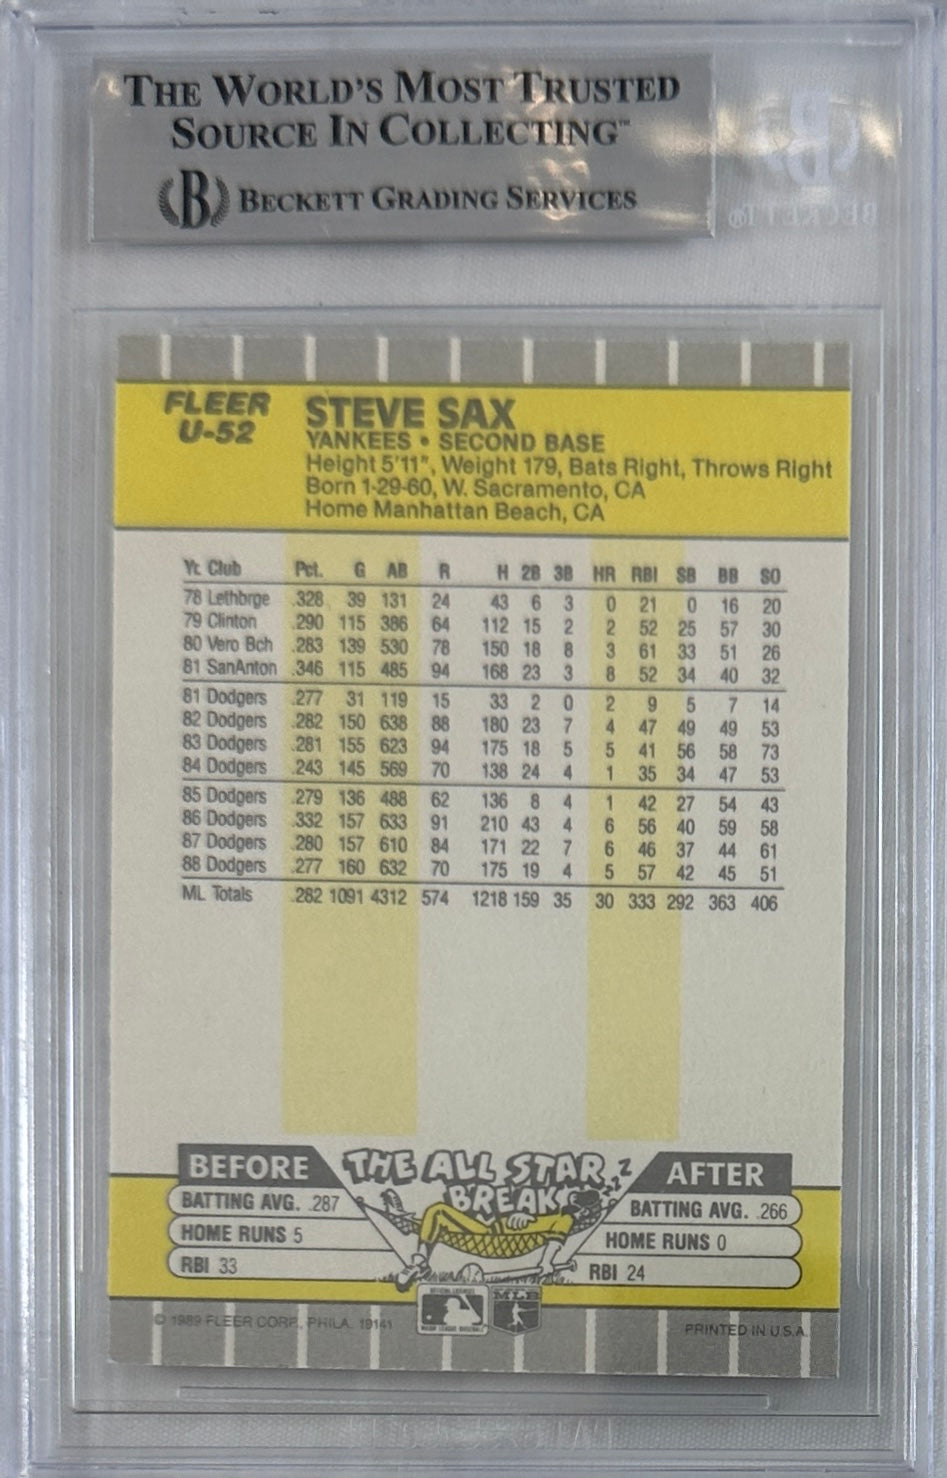 THE WORLD'S MOST TRUSTED
SOURCE IN COLLECTING™
B BECKETT GRADING SERVICES
B
BECKETT®
FLEER
U-52
STEVE SAX
YANKEES • SECOND BASE
Height 5'11", Weight 179, Bats Right, Throws Right
Born 1-29-60, W. Sacramento, CA
Home Manhattan Beach, CA
Yr. Club Pct. G AB R H 2B 3B HR RBI SB BB SO
78 Lethbrge .328 39 131 24 43 6 3 0 21 0 16 20
79 Clinton .290 115 386 64 112 15 2 2 52 25 57 30
80 Vero Bch .283 139 530 78 150 18 8 3 61 33 51 26
81 SanAnton .346 115 485 94 168 23 3 8 52 34 40 32
81 Dodgers .277 31 119 15 33 2 0 2 9 5 7 14
82 Dodgers .282 150 638 88 180 23 7 4 47 49 49 53
83 Dodgers .281 155 623 94 175 18 5 5 41 56 58 73
84 Dodgers .243 145 569 70 138 24 4 1 35 34 47 53
85 Dodgers .279 136 488 62 136 8 4 1 42 27 54 43
86 Dodgers .332 157 633 91 210 43 4 6 56 40 59 58
87 Dodgers .280 157 610 84 171 22 7 6 46 37 44 61
88 Dodgers .277 160 632 70 175 19 4 5 57 42 45 51
ML Totals .282 1091 4312 574 1218 159 35 30 333 292 363 406
BEFORE THE ALL STAR BREAK Z Z Z AFTER
BATTING AVG. .287 BATTING AVG. .266
HOME RUNS 5 HOME RUNS 0
RBI 33 RBI 24
MLB
© 1989 FLEER CORP., PHILA. 19141 PRINTED IN U.S.A.